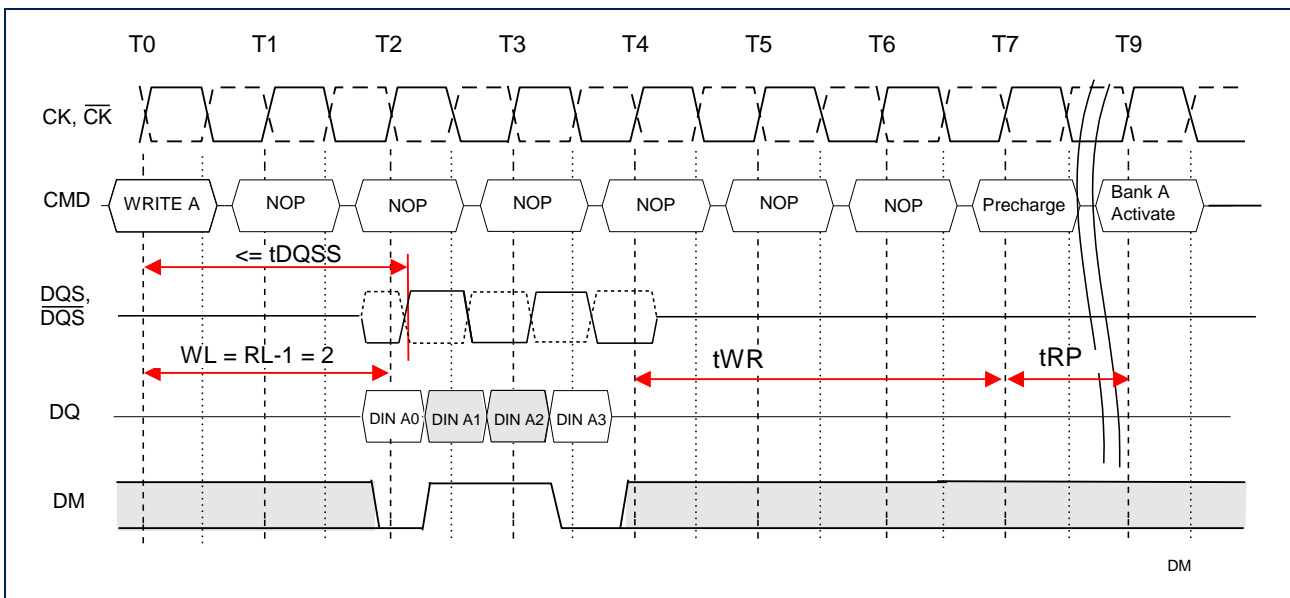 T0 T1 T2 T3 T4 T5 T6 T7 T9
CK, CK
CMD WRITE A NOP NOP NOP NOP NOP NOP Precharge Bank A
Activate
<= tDQSS
DQS,
DQS
WL = RL-1 = 2 tWR tRP
DQ DIN A0 DIN A1 DIN A2 DIN A3
DM
DM